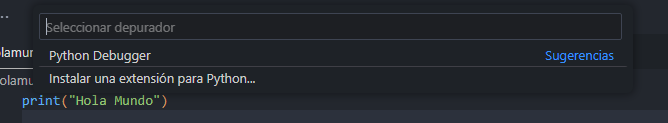 Seleccionar depurador
Python Debugger Sugerencias
Instalar una extensión para Python...
print("Hola Mundo")